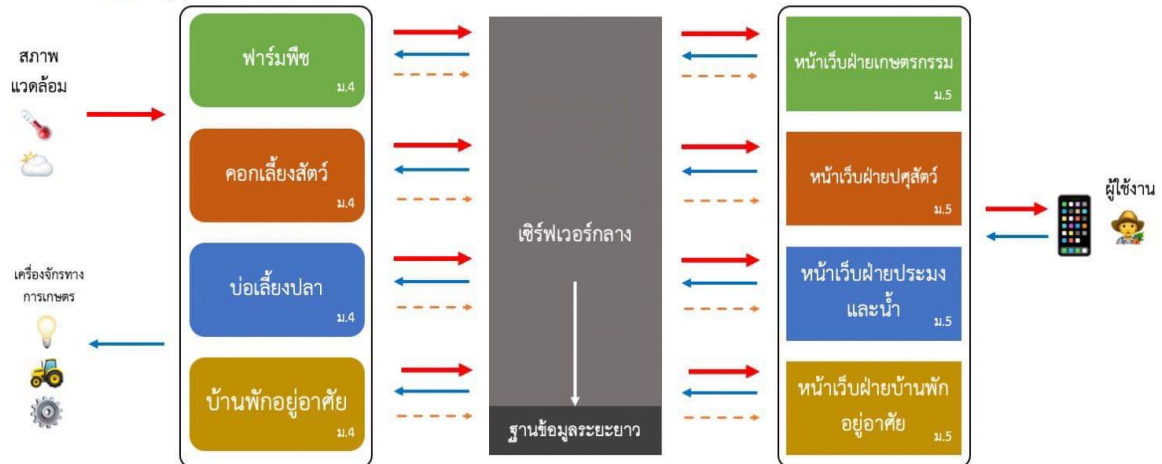 สภาพ
แวดล้อม
เครื่องจักรทาง
การเกษตร
ฟาร์มพืช
ม.4
คอกเลี้ยงสัตว์
ม.4
บ่อเลี้ยงปลา
ม.4
บ้านพักอยู่อาศัย
ม.4
เซิร์ฟเวอร์กลาง
ฐานข้อมูลระยะยาว
หน้าเว็บฝ่ายเกษตรกรรม
ม.5
หน้าเว็บฝ่ายปศุสัตว์
ม.5
หน้าเว็บฝ่ายประมง
และน้ำ
ม.5
หน้าเว็บฝ่ายบ้านพัก
อยู่อาศัย
ม.5
ผู้ใช้งาน